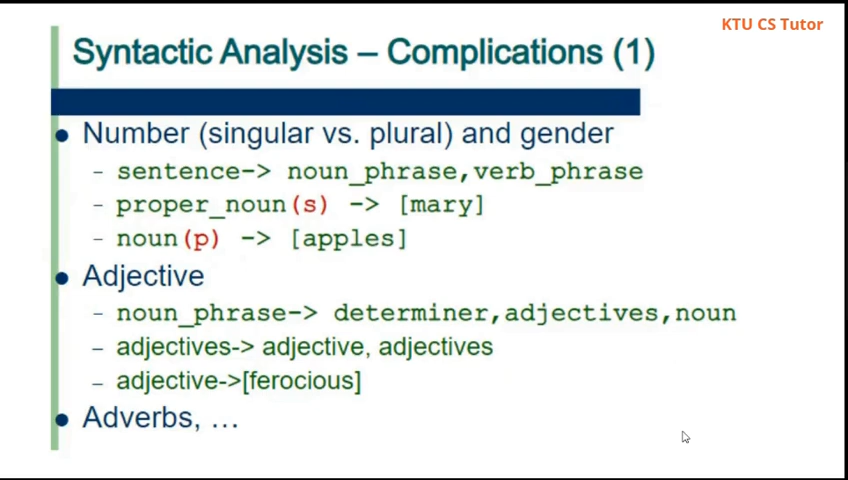 KTU CS Tutor
Syntactic Analysis – Complications (1)
● Number (singular vs. plural) and gender
– sentence-> noun_phrase,verb_phrase
– proper_noun(s) -> [mary]
– noun(p) -> [apples]
● Adjective
– noun_phrase-> determiner,adjectives,noun
– adjectives-> adjective, adjectives
– adjective->[ferocious]
● Adverbs, …